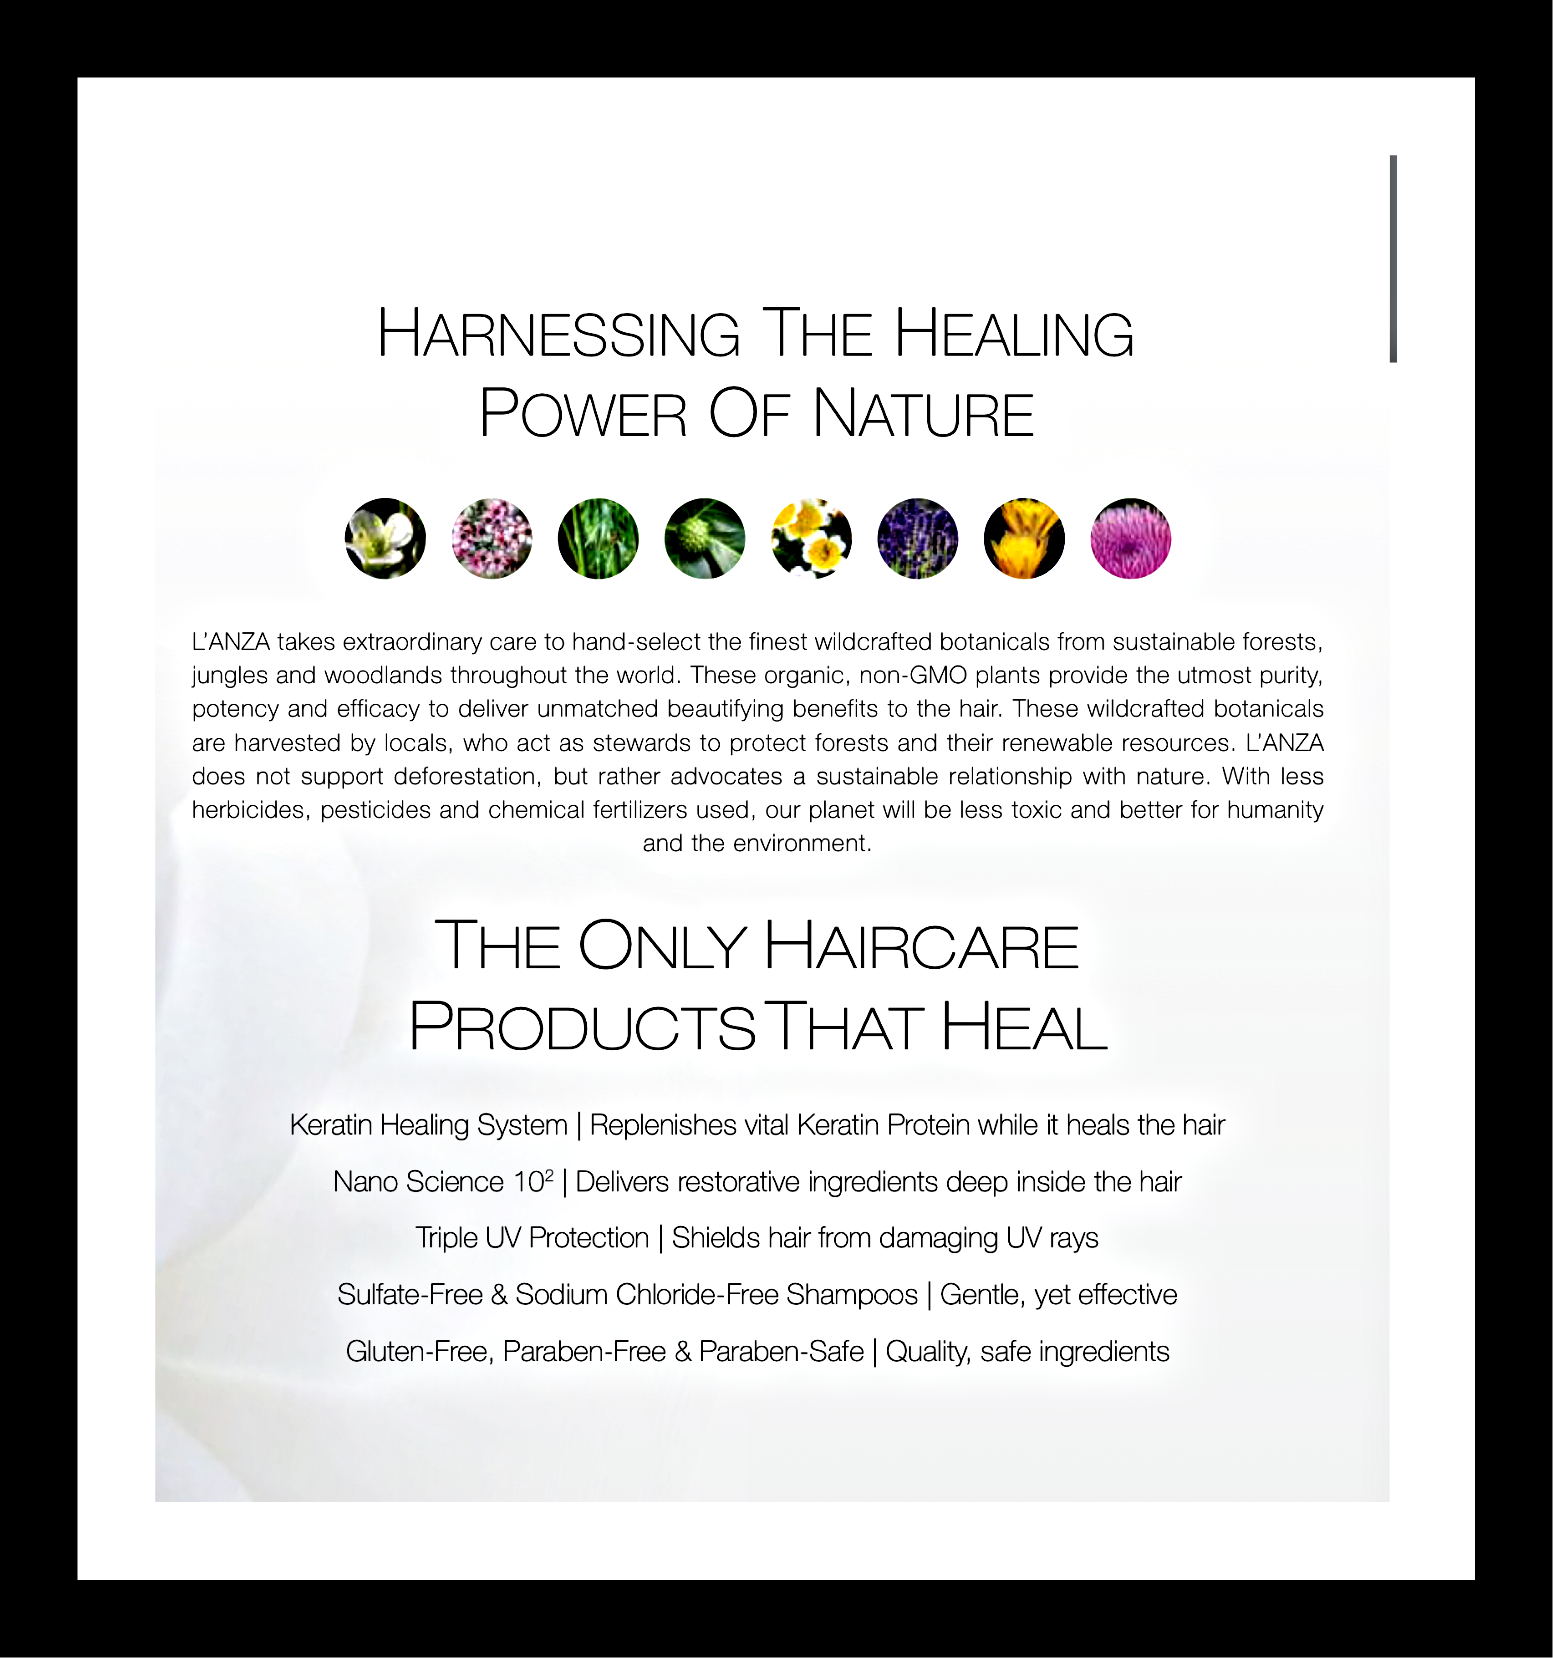 HARNESSING THE HEALING
POWER OF NATURE
L'ANZA takes extraordinary care to hand-select the finest wildcrafted botanicals from sustainable forests,
jungles and woodlands throughout the world. These organic, non-GMO plants provide the utmost purity,
potency and efficacy to deliver unmatched beautifying benefits to the hair. These wildcrafted botanicals
are harvested by locals, who act as stewards to protect forests and their renewable resources. L'ANZA
does not support deforestation, but rather advocates a sustainable relationship with nature. With less
herbicides, pesticides and chemical fertilizers used, our planet will be less toxic and better for humanity
and the environment.
THE ONLY HAIRCARE
PRODUCTS THAT HEAL
Keratin Healing System | Replenishes vital Keratin Protein while it heals the hair
Nano Science 10² | Delivers restorative ingredients deep inside the hair
Triple UV Protection | Shields hair from damaging UV rays
Sulfate-Free & Sodium Chloride-Free Shampoos | Gentle, yet effective
Gluten-Free, Paraben-Free & Paraben-Safe | Quality, safe ingredients